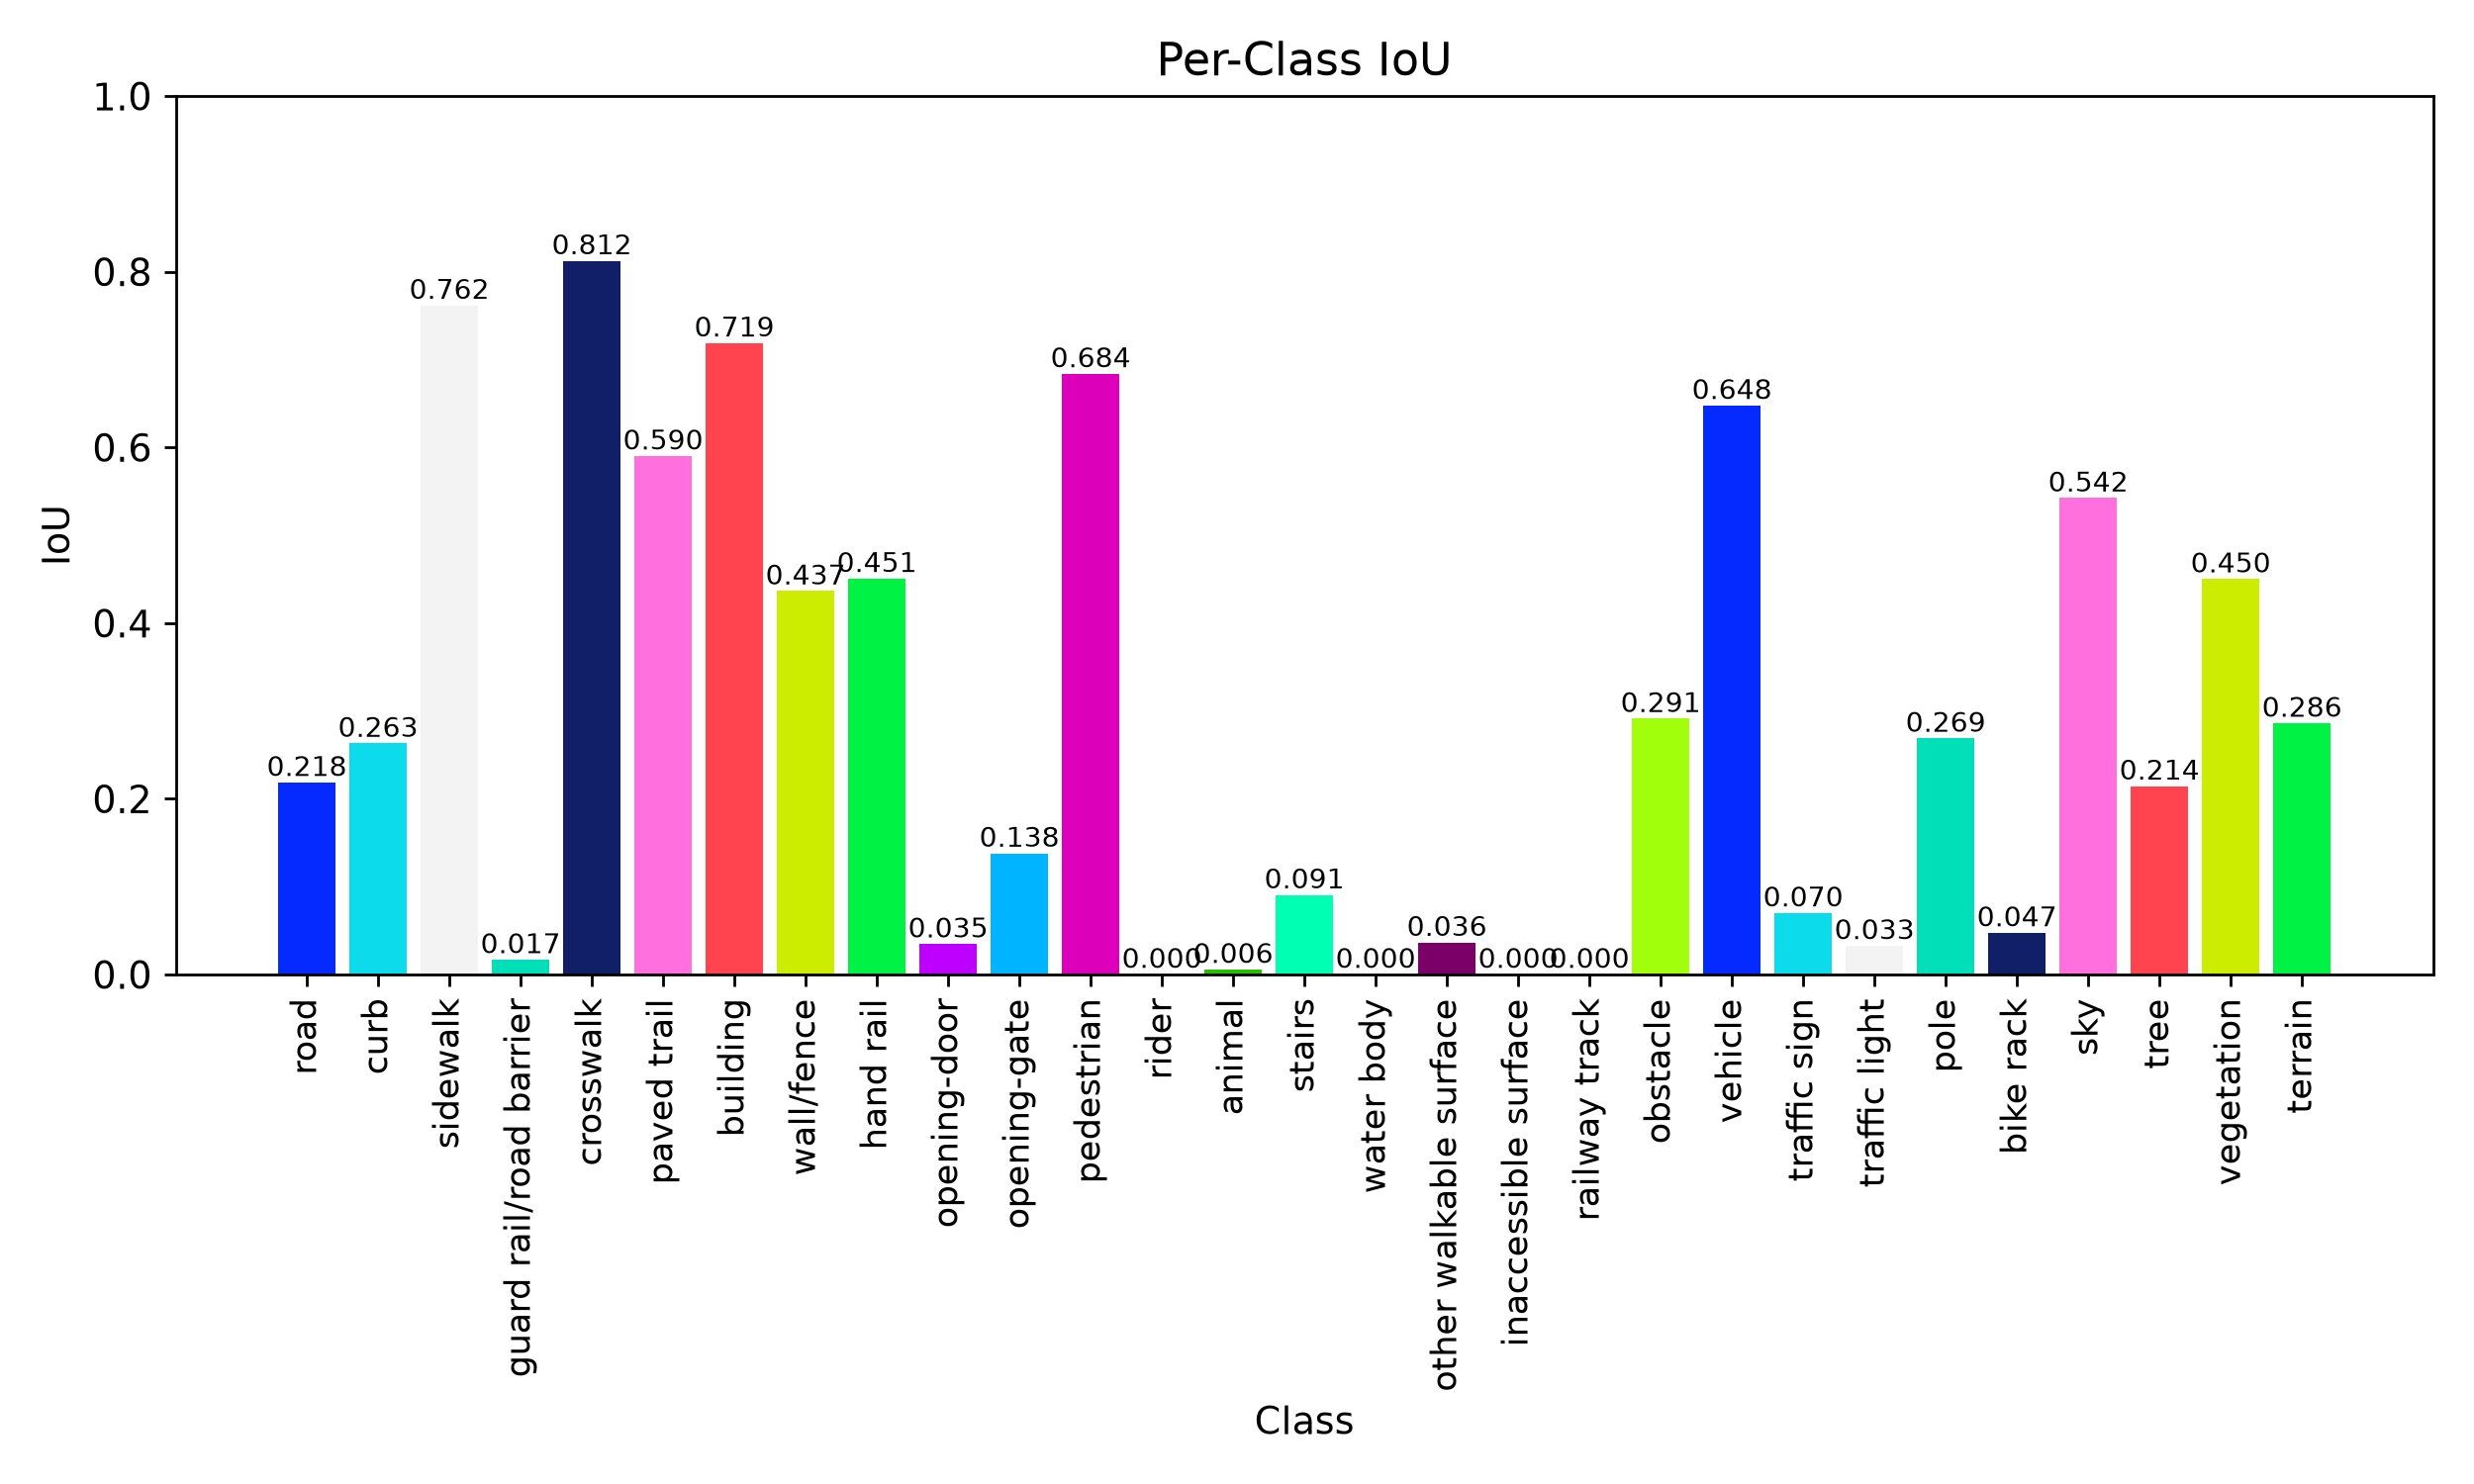 Per-Class IoU
IoU
1.0
0.8
0.6
0.4
0.2
0.0
0.218
0.263
0.762
0.017
0.812
0.590
0.719
0.437
0.451
0.035
0.138
0.684
0.000
0.006
0.091
0.000
0.036
0.000
0.000
0.291
0.648
0.070
0.033
0.269
0.047
0.542
0.214
0.450
0.286
road
curb
sidewalk
guard rail/road barrier
crosswalk
paved trail
building
wall/fence
hand rail
opening-door
opening-gate
pedestrian
rider
animal
stairs
water body
other walkable surface
inaccessible surface
railway track
obstacle
vehicle
traffic sign
traffic light
pole
bike rack
sky
tree
vegetation
terrain
Class